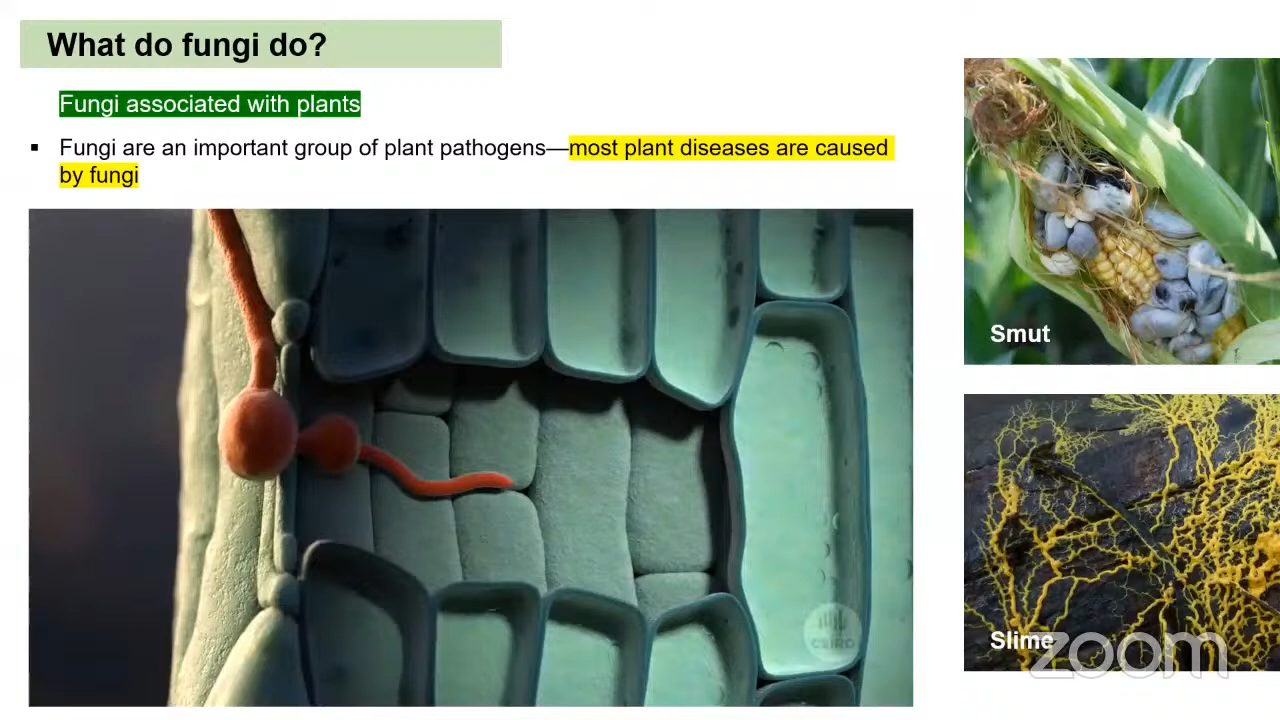 What do fungi do?
Fungi associated with plants
▪ Fungi are an important group of plant pathogens—most plant diseases are caused
by fungi
Smut
CSIRO
Slime
zoom